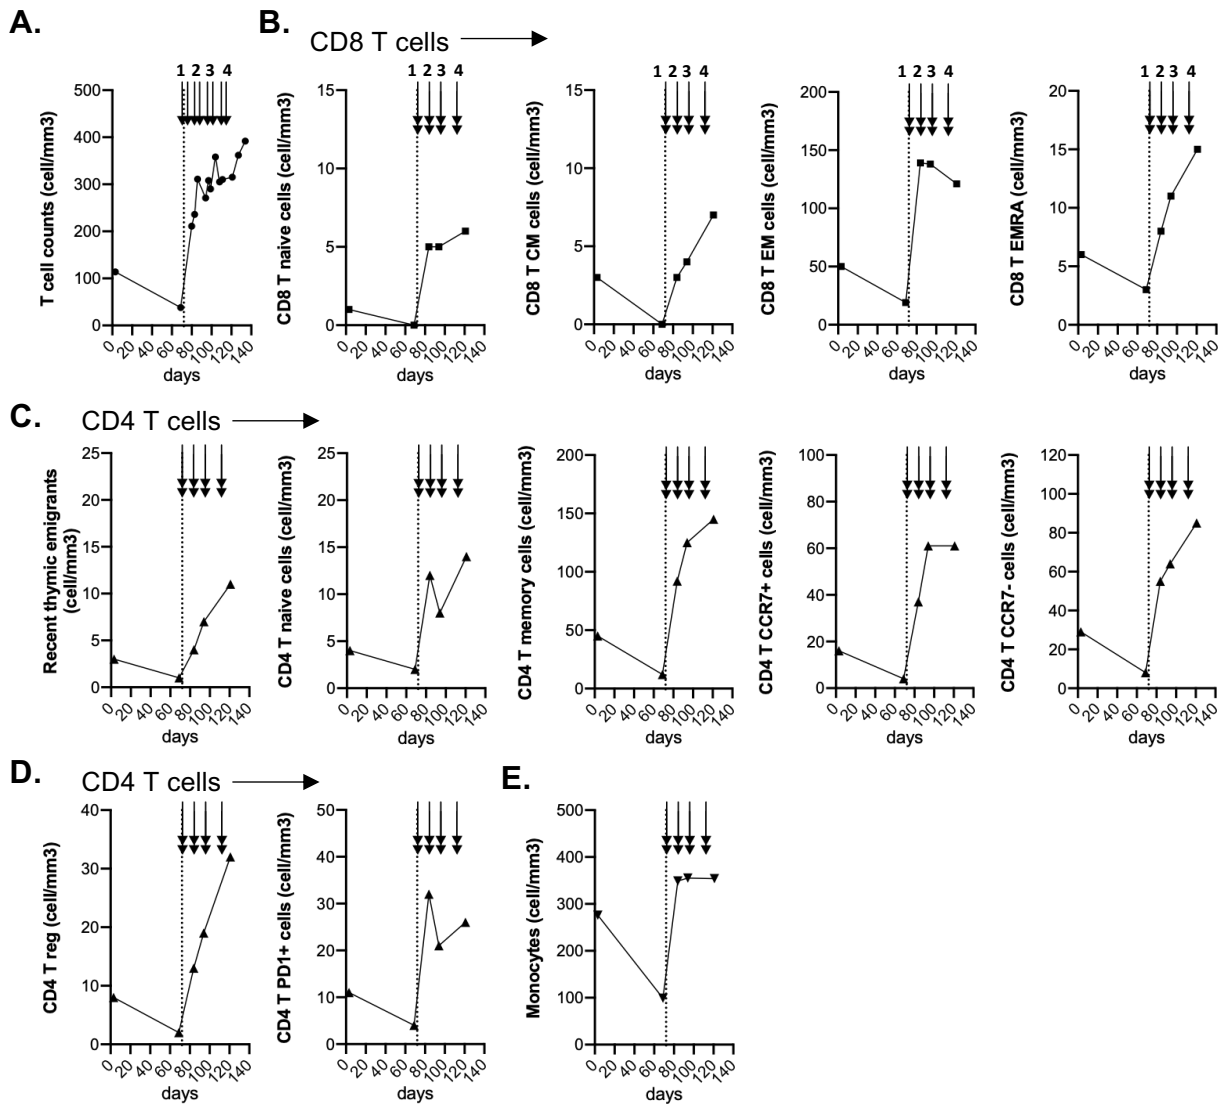 A.
B.
CD8 T cells
1 2 3 4
T cell counts (cell/mm3)
500
400
300
200
100
0
0 20 40 60 80 100 120 140
days
1 2 3 4
CD8 T naive cells (cell/mm3)
15
10
5
0
0 20 40 60 80 100 120 140
days
1 2 3 4
CD8 T CM cells (cell/mm3)
15
10
5
0
0 20 40 60 80 100 120 140
days
1 2 3 4
CD8 T EM cells (cell/mm3)
200
150
100
50
0
0 20 40 60 80 100 120 140
days
1 2 3 4
CD8 T EMRA (cell/mm3)
20
15
10
5
0
0 20 40 60 80 100 120 140
days
C.
CD4 T cells
Recent thymic emigrants
(cell/mm3)
25
20
15
10
5
0
0 20 40 60 80 100 120 140
days
CD4 T naive cells (cell/mm3)
25
20
15
10
5
0
0 20 40 60 80 100 120 140
days
CD4 T memory cells (cell/mm3)
200
150
100
50
0
0 20 40 60 80 100 120 140
days
CD4 T CCR7+ cells (cell/mm3)
100
80
60
40
20
0
0 20 40 60 80 100 120 140
days
CD4 T CCR7- cells (cell/mm3)
120
100
80
60
40
20
0
0 20 40 60 80 100 120 140
days
D.
CD4 T cells
CD4 T reg (cell/mm3)
40
30
20
10
0
0 20 40 60 80 100 120 140
days
CD4 T PD1+ cells (cell/mm3)
50
40
30
20
10
0
0 20 40 60 80 100 120 140
days
E.
Monocytes (cell/mm3)
500
400
300
200
100
0
0 20 40 60 80 100 120 140
days